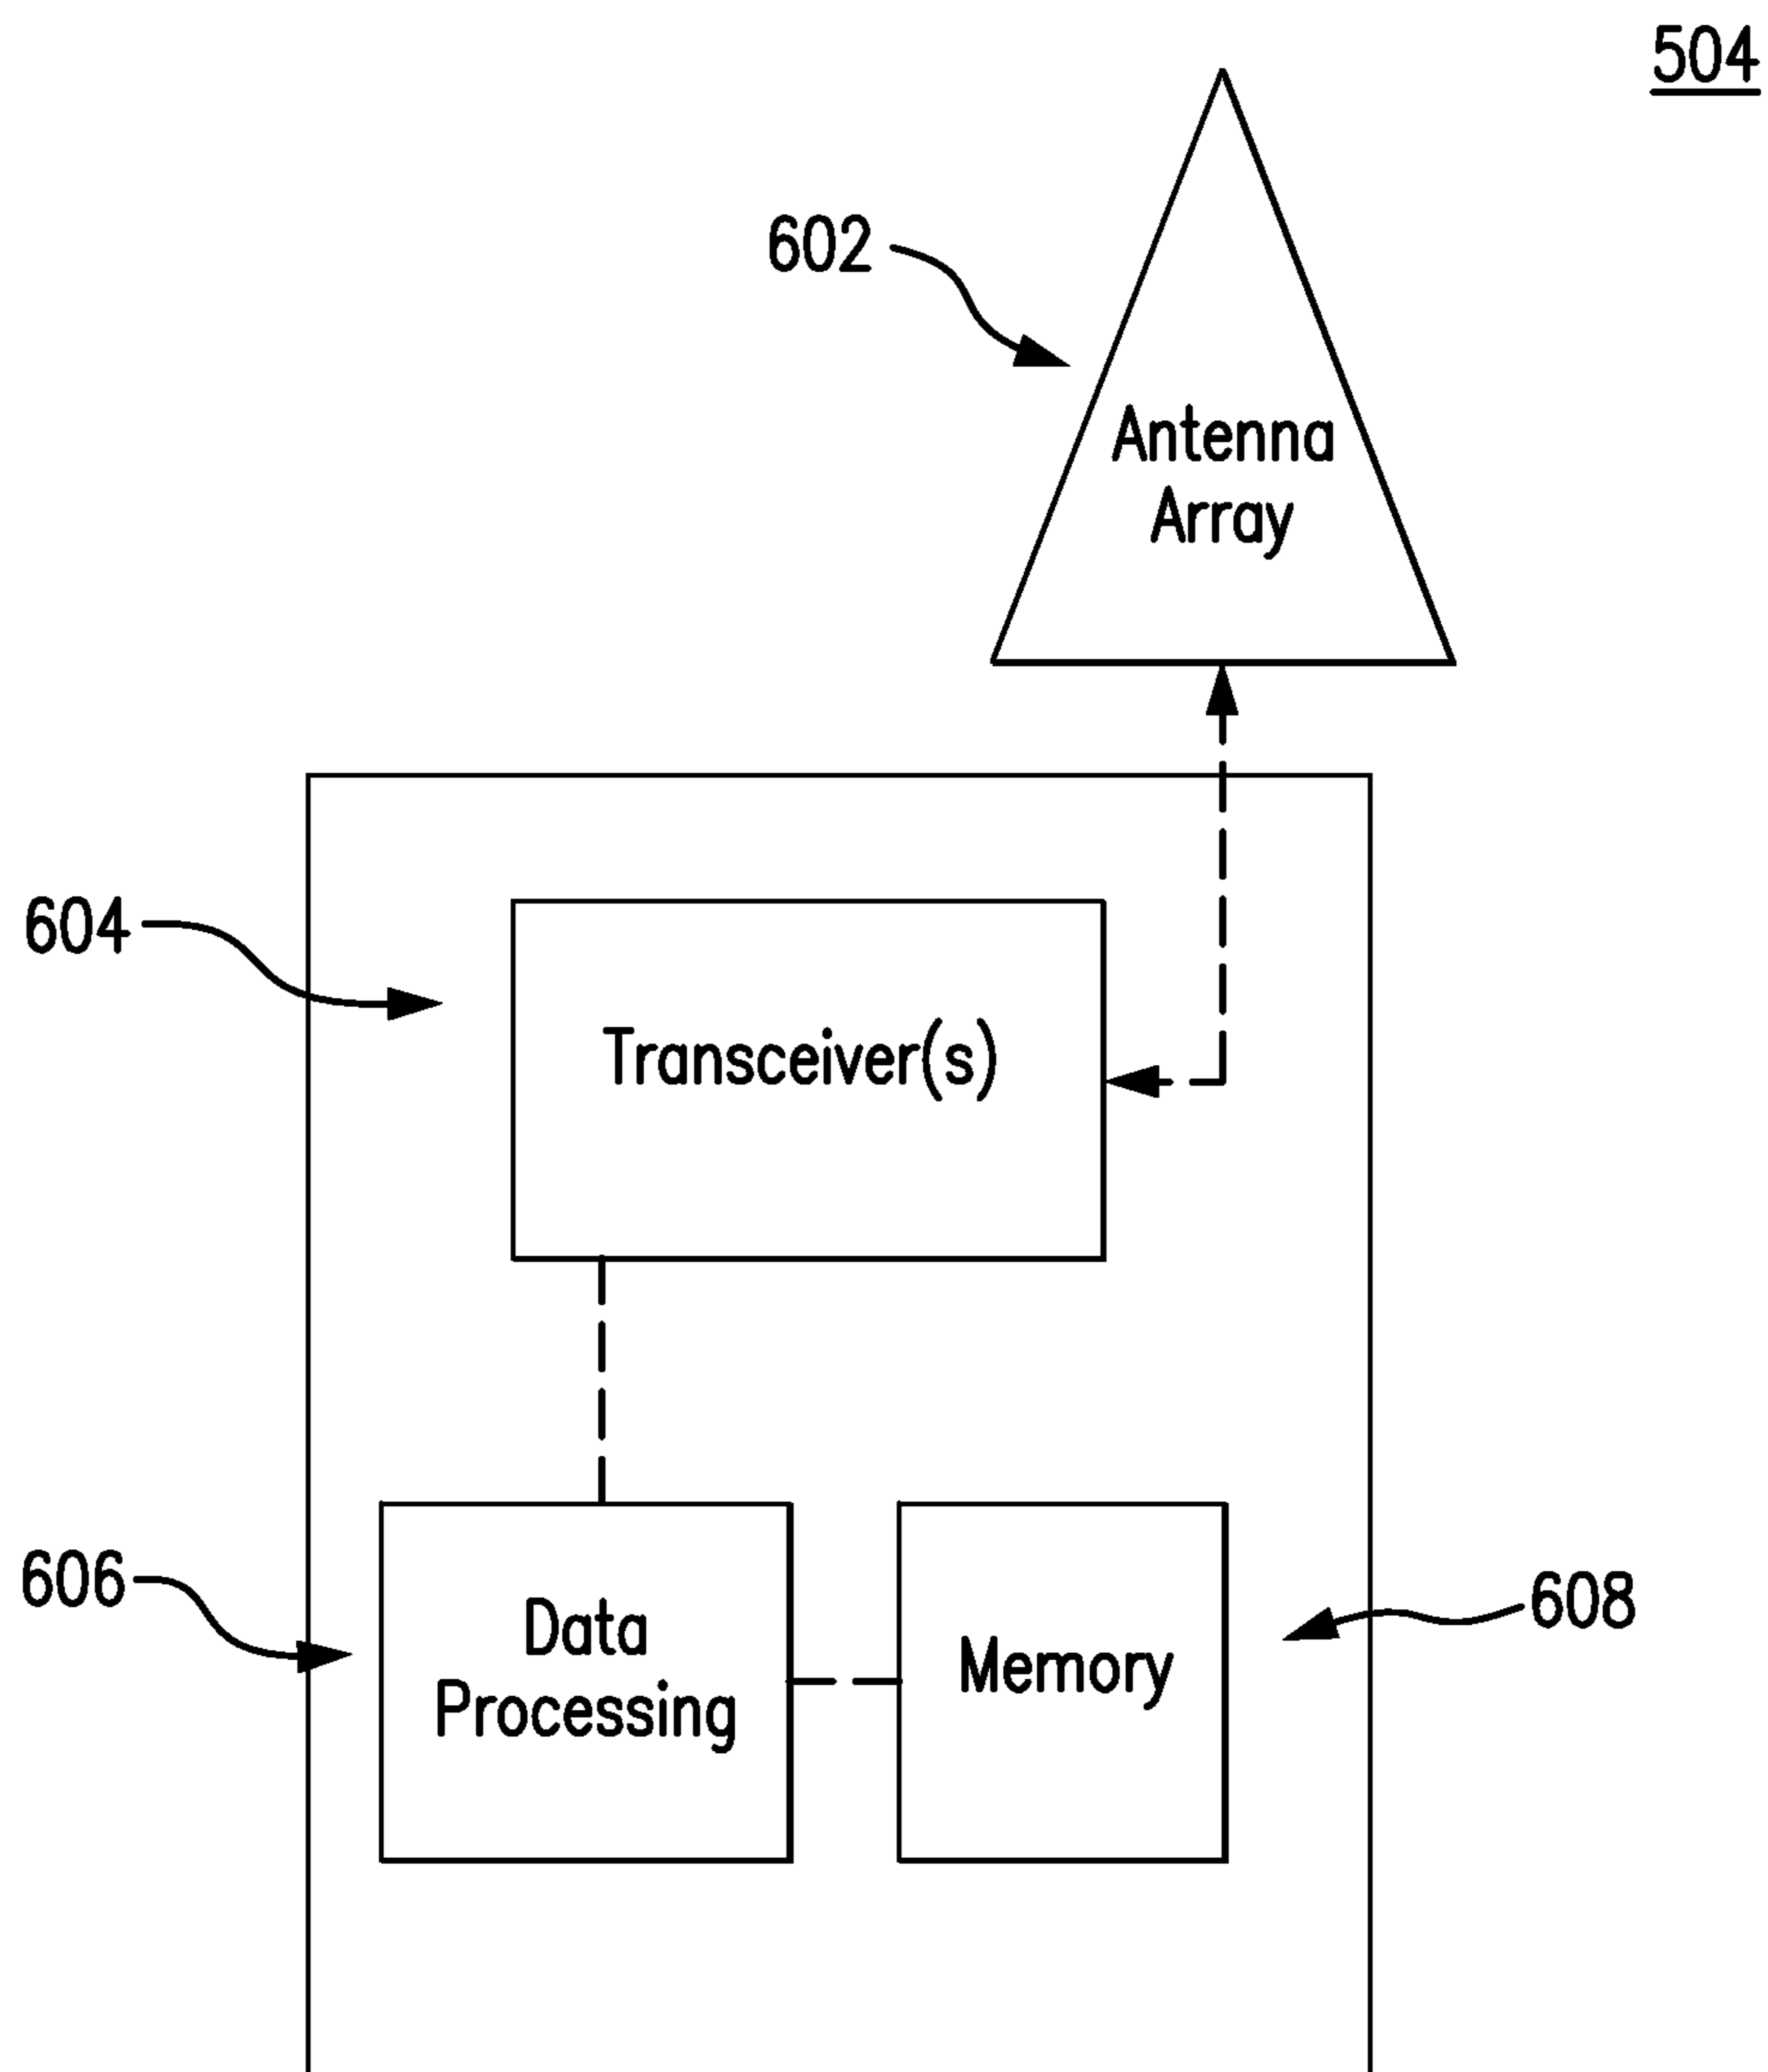 504
602
Antenna
Array
604
Transceiver(s)
606
Data
Processing
Memory
608